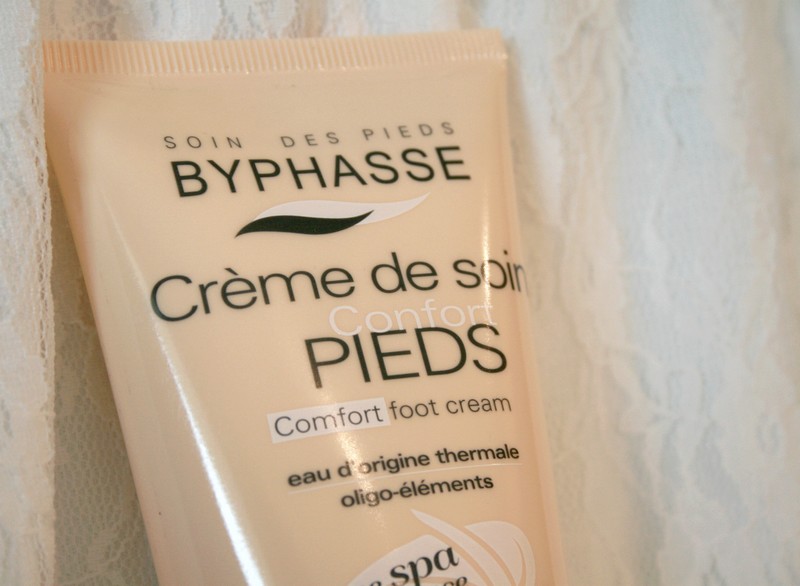 SOIN DES PIEDS
BYPHASSE
Crème de soin
Confort
PIEDS
Comfort foot cream
eau d'origine thermale
oligo-éléments
spa